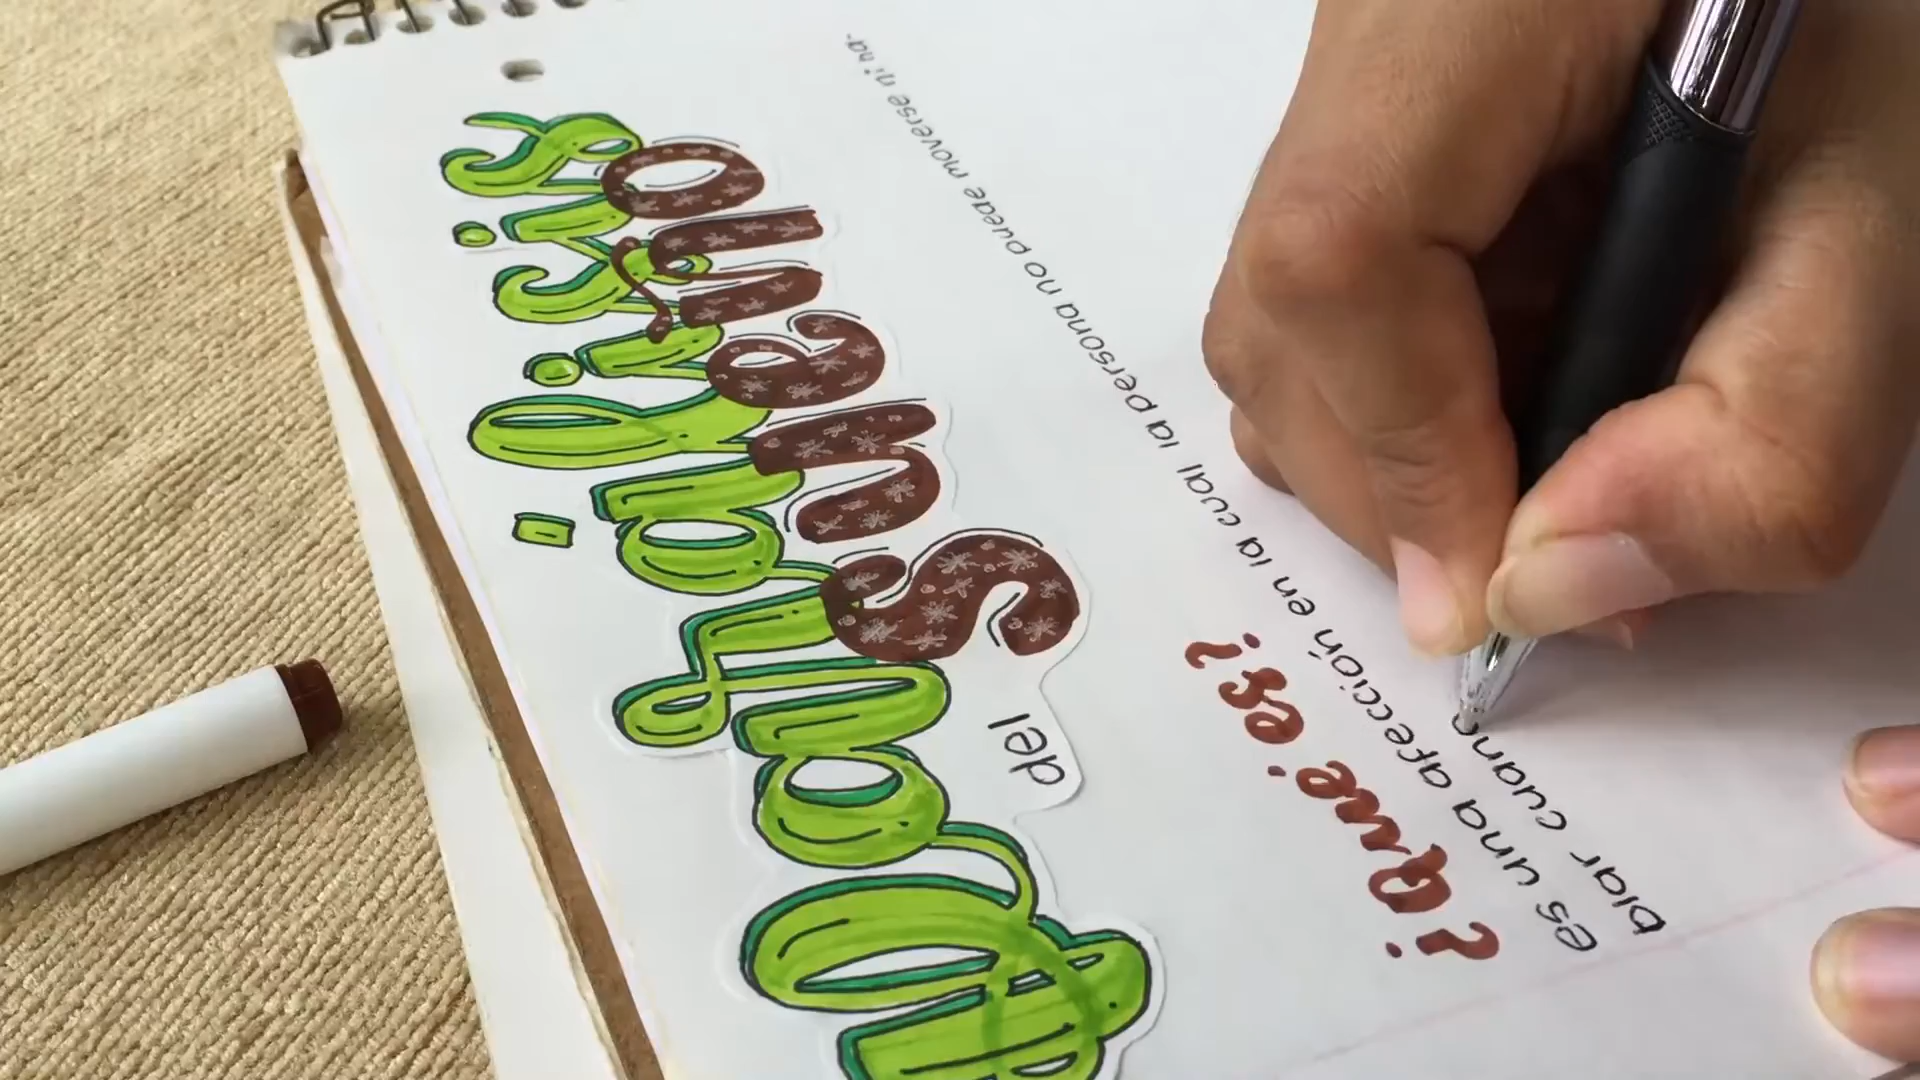 Parálisis
del Sueño
¿Qué es?
es una afección en la cual la persona no puede moverse ni ha-
blar cuan